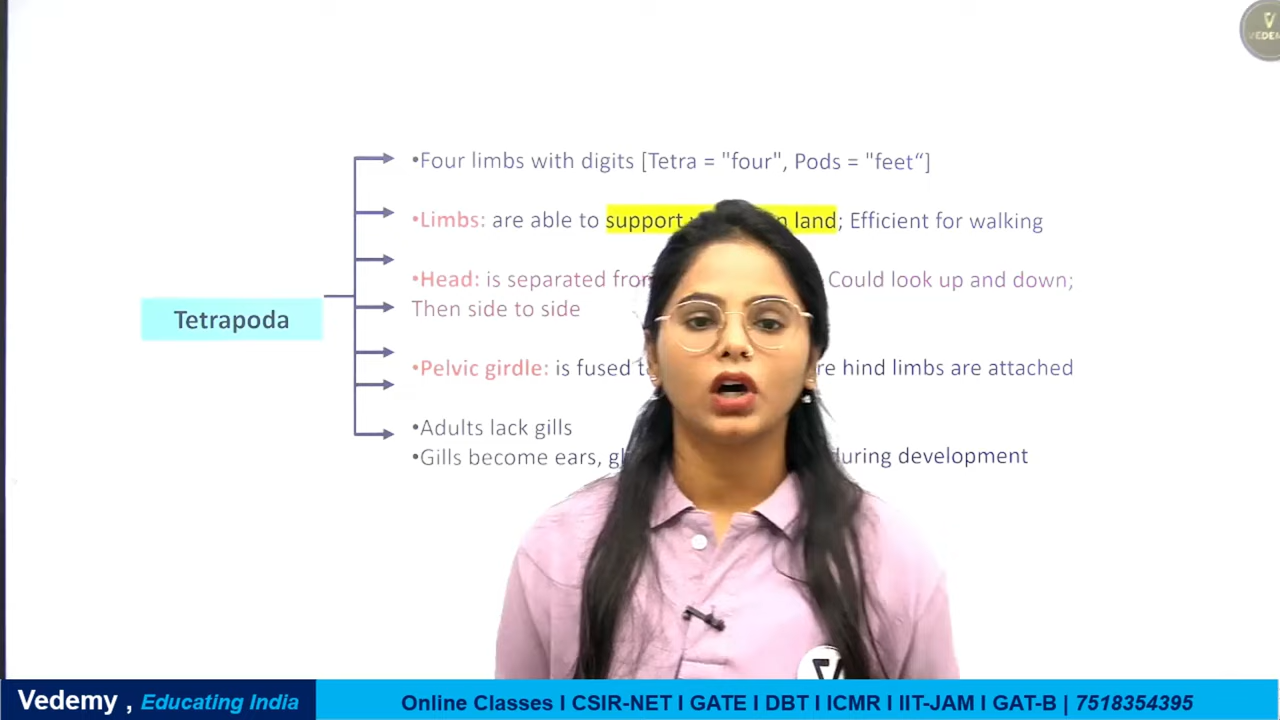 VEDEM
•Four limbs with digits [Tetra = "four", Pods = "feet“]
•Limbs: are able to support land; Efficient for walking
•Head: is separated Could look up and down;
Then side to side
Tetrapoda
•Pelvic girdle: is fused hind limbs are attached
•Adults lack gills
•Gills become ears, during development
Vedemy , Educating India
Online Classes I CSIR-NET I GATE I DBT I ICMR I IIT-JAM I GAT-B | 7518354395